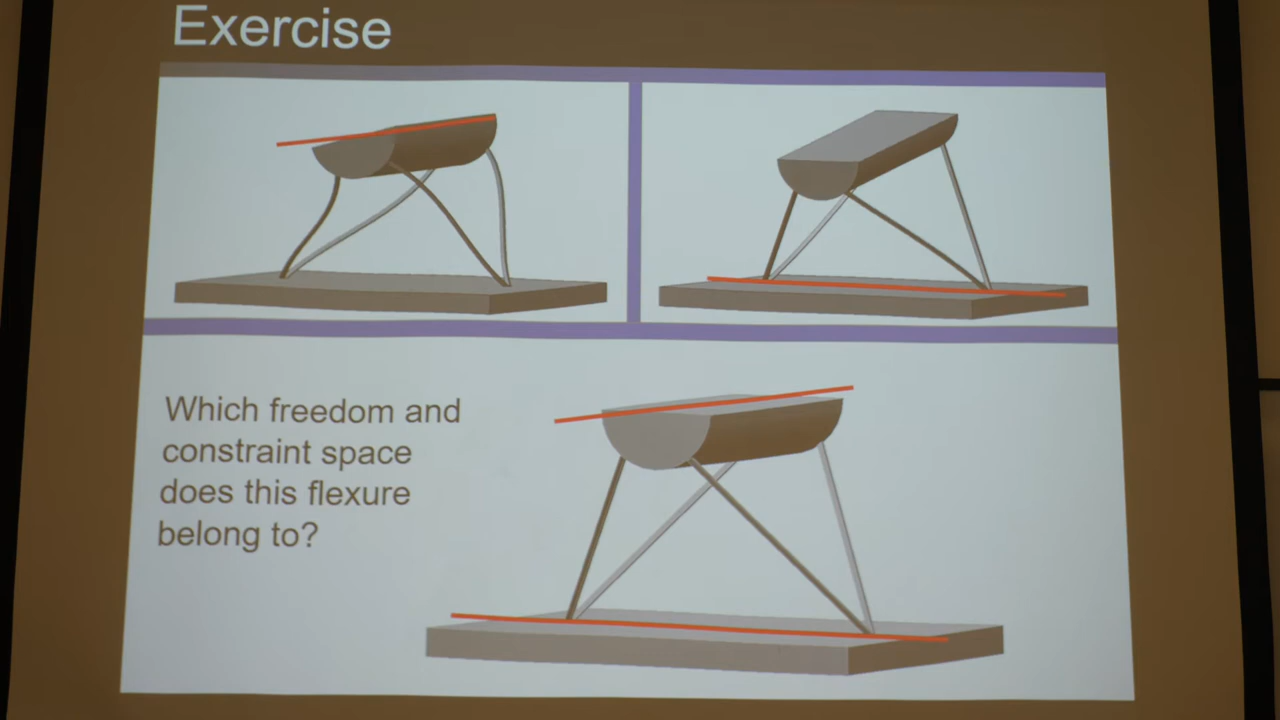 Exercise
Which freedom and
constraint space
does this flexure
belong to?